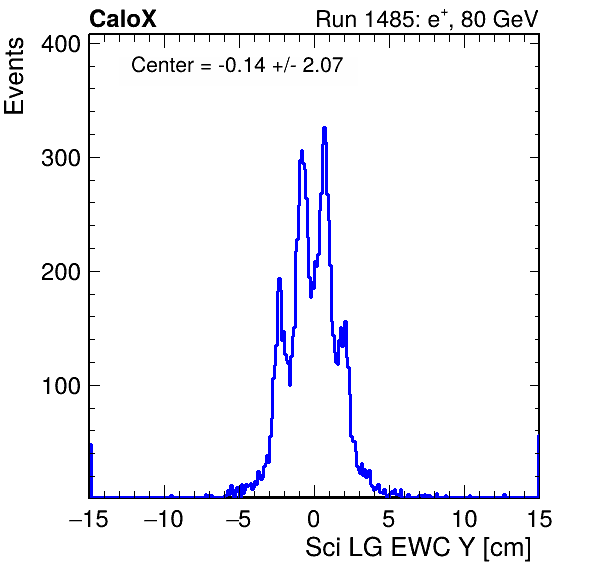 CaloX Run 1485: e+, 80 GeV
Center = -0.14 +/- 2.07
Events
400
300
200
100
−15 −10 −5 0 5 10 15
Sci LG EWC Y [cm]